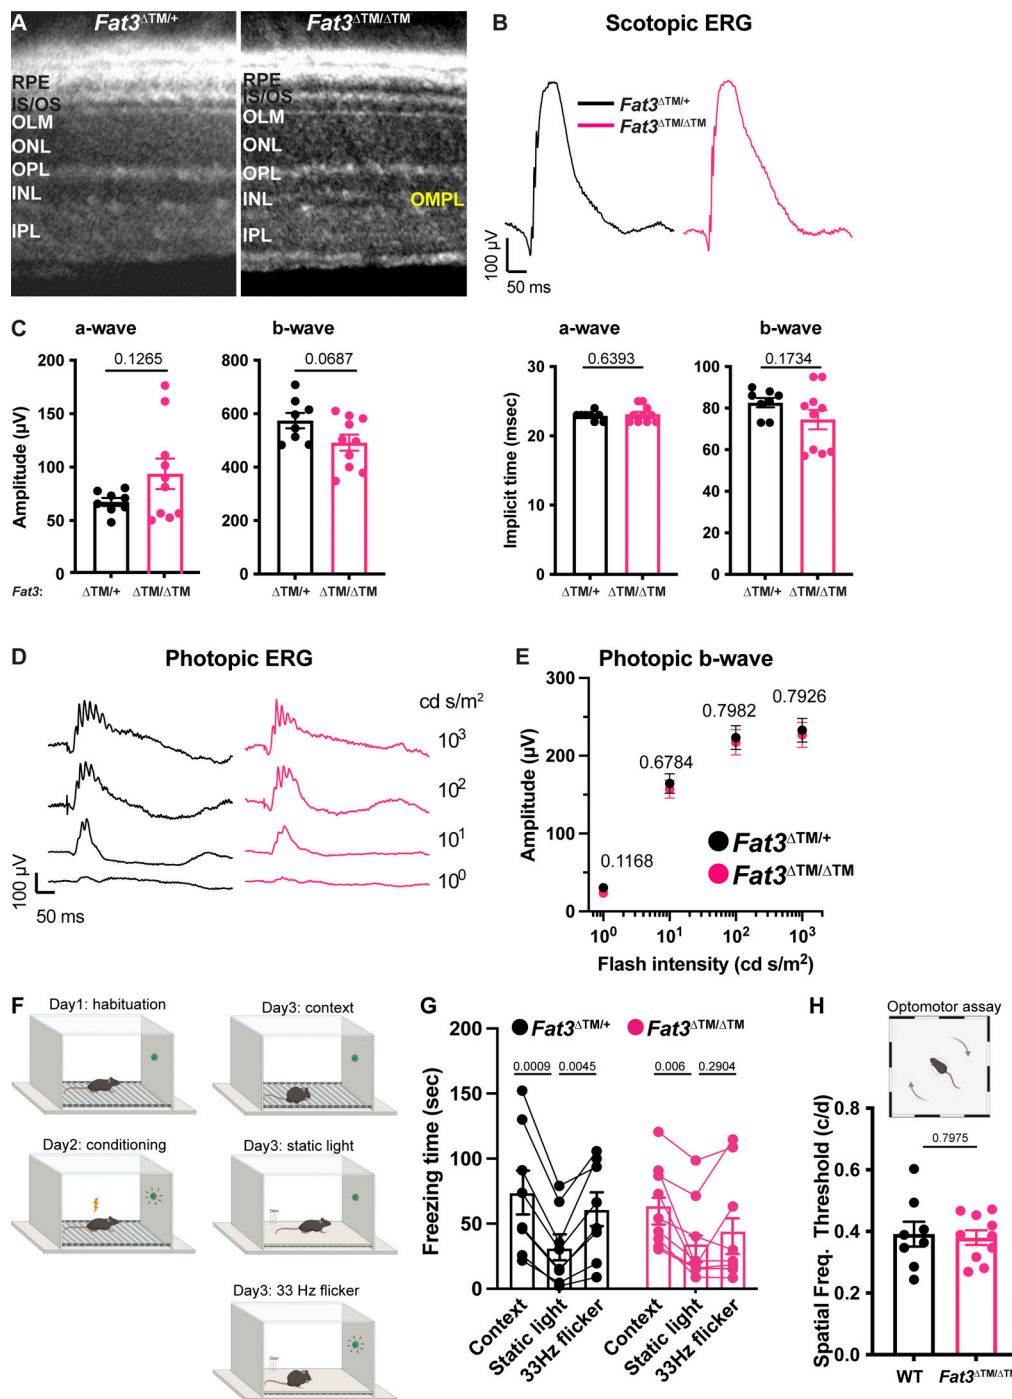 A
Fat3ΔTM/+
Fat3ΔTM/ΔTM
RPE
IS/OS
OLM
ONL
OPL
INL
IPL
RPE
IS/OS
OLM
ONL
OPL
INL
OMPL
IPL
B
Scotopic ERG
Fat3ΔTM/+
Fat3ΔTM/ΔTM
100 µV
50 ms
C
a-wave
b-wave
a-wave
b-wave
Amplitude (µV)
200
150
100
50
0
0.1265
800
600
400
200
0
0.0687
Implicit time (msec)
30
20
10
0
0.6393
100
80
60
40
20
0
0.1734
Fat3:
ΔTM/+
ΔTM/ΔTM
ΔTM/+
ΔTM/ΔTM
ΔTM/+
ΔTM/ΔTM
ΔTM/+
ΔTM/ΔTM
D
Photopic ERG
cd s/m²
10³
10²
10¹
10⁰
100 µV
50 ms
E
Photopic b-wave
Amplitude (µV)
300
200
100
0
0.1168
0.6784
0.7982
0.7926
Fat3ΔTM/+
Fat3ΔTM/ΔTM
10⁰
10¹
10²
10³
Flash intensity (cd s/m²)
F
Day1: habituation
Day3: context
Day2: conditioning
Day3: static light
Odor
Day3: 33 Hz flicker
Odor
G
Fat3ΔTM/+
Fat3ΔTM/ΔTM
Freezing time (sec)
200
150
100
50
0
0.0009
0.0045
0.006
0.2904
Context
Static light
33Hz flicker
Context
Static light
33Hz flicker
H
Optomotor assay
Spatial Freq. Threshold (c/d)
0.8
0.6
0.4
0.2
0.0
0.7975
WT
Fat3ΔTM/ΔTM